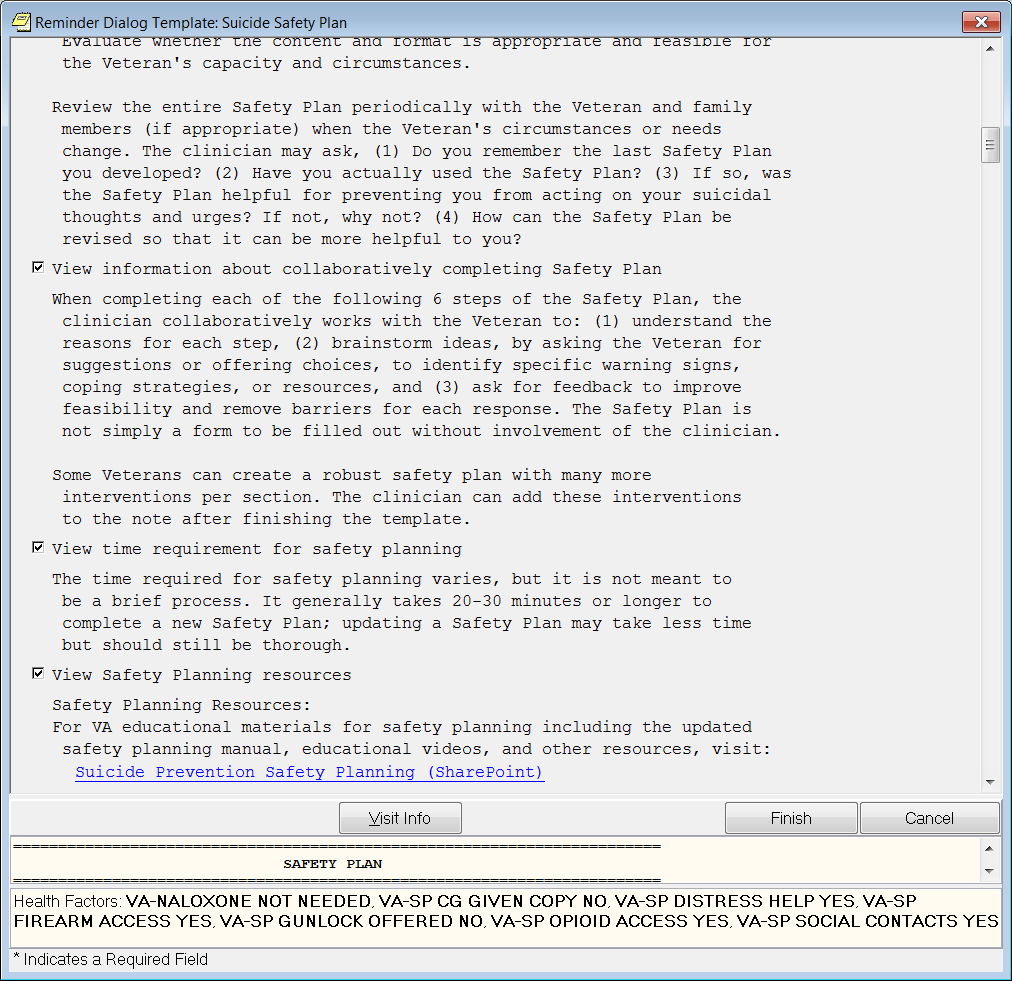 Reminder Dialog Template: Suicide Safety Plan
Evaluate whether the content and format is appropriate and feasible for
the Veteran's capacity and circumstances.
Review the entire Safety Plan periodically with the Veteran and family
members (if appropriate) when the Veteran's circumstances or needs
change. The clinician may ask, (1) Do you remember the last Safety Plan
you developed? (2) Have you actually used the Safety Plan? (3) If so, was
the Safety Plan helpful for preventing you from acting on your suicidal
thoughts and urges? If not, why not? (4) How can the Safety Plan be
revised so that it can be more helpful to you?
View information about collaboratively completing Safety Plan
When completing each of the following 6 steps of the Safety Plan, the
clinician collaboratively works with the Veteran to: (1) understand the
reasons for each step, (2) brainstorm ideas, by asking the Veteran for
suggestions or offering choices, to identify specific warning signs,
coping strategies, or resources, and (3) ask for feedback to improve
feasibility and remove barriers for each response. The Safety Plan is
not simply a form to be filled out without involvement of the clinician.
Some Veterans can create a robust safety plan with many more
interventions per section. The clinician can add these interventions
to the note after finishing the template.
View time requirement for safety planning
The time required for safety planning varies, but it is not meant to
be a brief process. It generally takes 20-30 minutes or longer to
complete a new Safety Plan; updating a Safety Plan may take less time
but should still be thorough.
View Safety Planning resources
Safety Planning Resources:
For VA educational materials for safety planning including the updated
safety planning manual, educational videos, and other resources, visit:
Suicide Prevention Safety Planning (SharePoint)
Visit Info Finish Cancel
SAFETY PLAN
Health Factors: VA-NALOXONE NOT NEEDED, VA-SP CG GIVEN COPY NO, VA-SP DISTRESS HELP YES, VA-SP
FIREARM ACCESS YES, VA-SP GUNLOCK OFFERED NO, VA-SP OPIOID ACCESS YES, VA-SP SOCIAL CONTACTS YES
* Indicates a Required Field